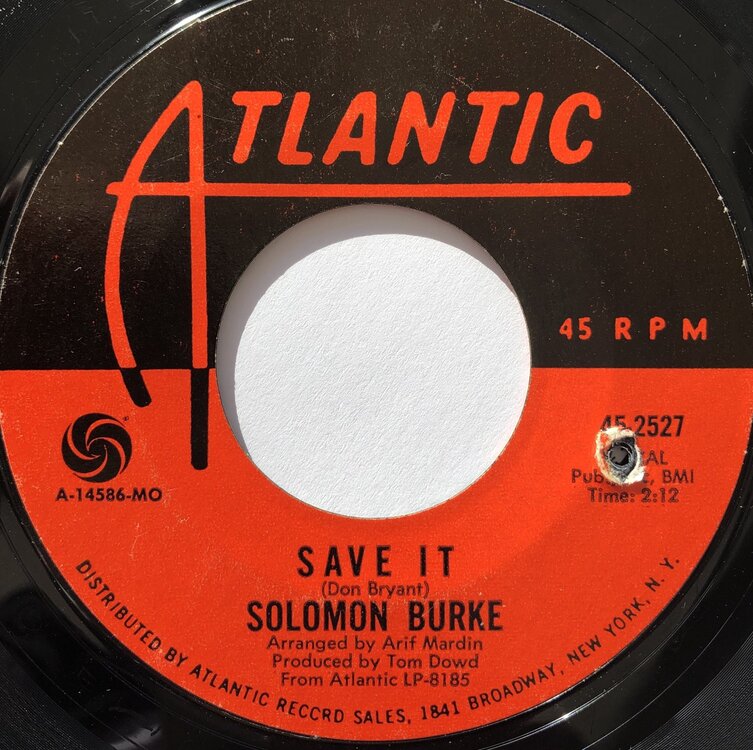 ATLANTIC
45 RPM
45-2527
BMI
Time: 2:12
A-14586-MO
SAVE IT
(Don Bryant)
SOLOMON BURKE
Arranged by Arif Mardin
Produced by Tom Dowd
From Atlantic LP-8185
DISTRIBUTED BY ATLANTIC RECCRD SALES, 1841 BROADWAY, NEW YORK, N. Y.